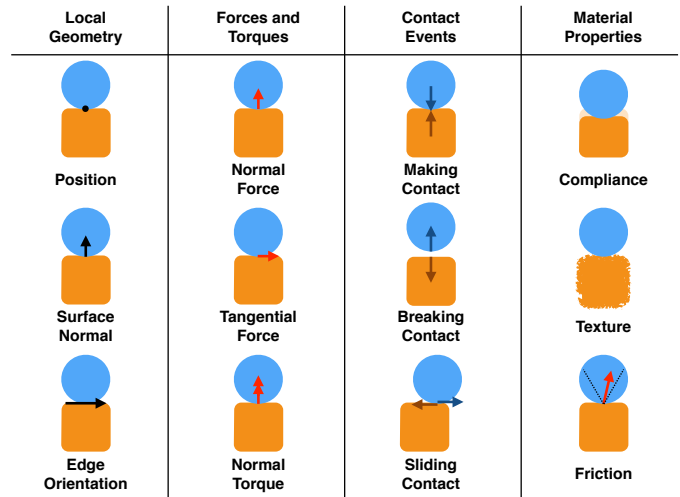 Local
Geometry
Forces and
Torques
Contact
Events
Material
Properties
Position
Normal
Force
Making
Contact
Compliance
Surface
Normal
Tangential
Force
Breaking
Contact
Texture
Edge
Orientation
Normal
Torque
Sliding
Contact
Friction